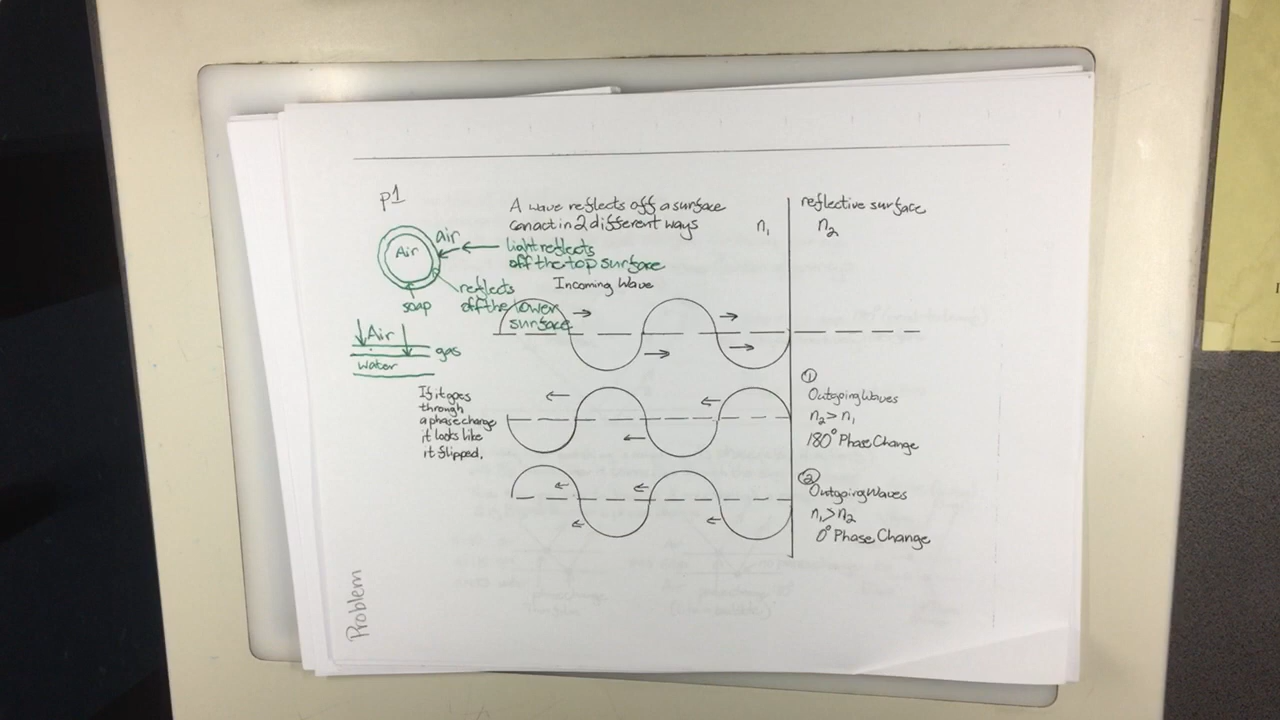 p1
A wave reflects off a surface
can act in 2 different ways
n₁
reflective surface
n₂
Air
air
light reflects
off the top surface
reflects
off the lower
surface
soap
Incoming Wave
Air
gas
Water
If it goes
through
a phase change
it looks like
it flipped.
①
Outgoing Waves
n₂ > n₁
180° Phase Change
②
Outgoing Waves
n₁ > n₂
0° Phase Change
Problem